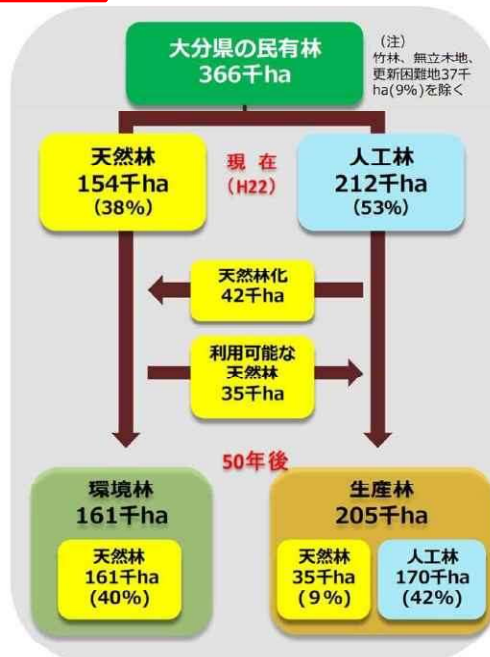 大分県の民有林
366千ha
(注)
竹林、無立木地、
更新困難地37千
ha(9%)を除く
天然林
154千ha
(38%)
現 在
(H22)
人工林
212千ha
(53%)
天然林化
42千ha
利用可能な
天然林
35千ha
50年後
環境林
161千ha
天然林
161千ha
(40%)
生産林
205千ha
天然林
35千ha
(9%)
人工林
170千ha
(42%)